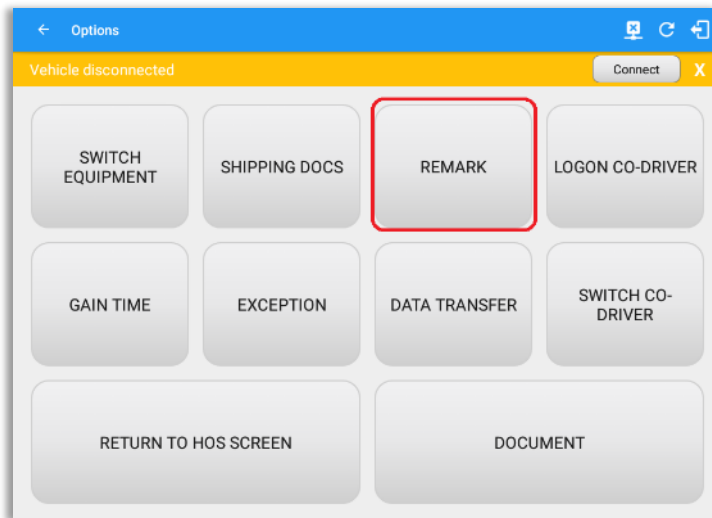 Options
Vehicle disconnected
Connect
X
SWITCH
EQUIPMENT
SHIPPING DOCS
REMARK
LOGON CO-DRIVER
GAIN TIME
EXCEPTION
DATA TRANSFER
SWITCH CO-
DRIVER
RETURN TO HOS SCREEN
DOCUMENT